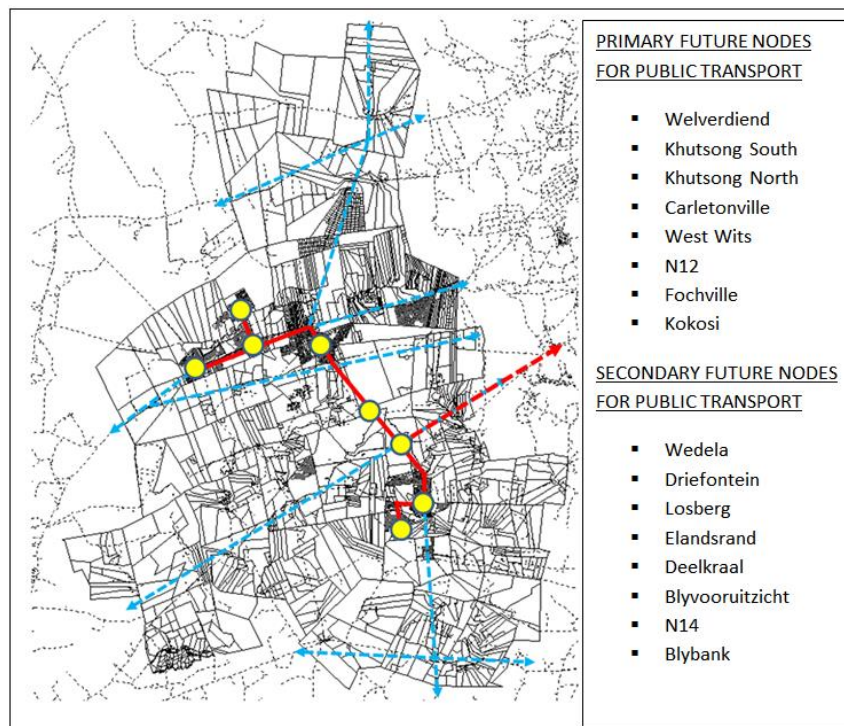 PRIMARY FUTURE NODES
FOR PUBLIC TRANSPORT
▪ Welverdiend
▪ Khutsong South
▪ Khutsong North
▪ Carletonville
▪ West Wits
▪ N12
▪ Fochville
▪ Kokosi
SECONDARY FUTURE NODES
FOR PUBLIC TRANSPORT
▪ Wedela
▪ Driefontein
▪ Losberg
▪ Elandsrand
▪ Deelkraal
▪ Blyvooruitzicht
▪ N14
▪ Blybank